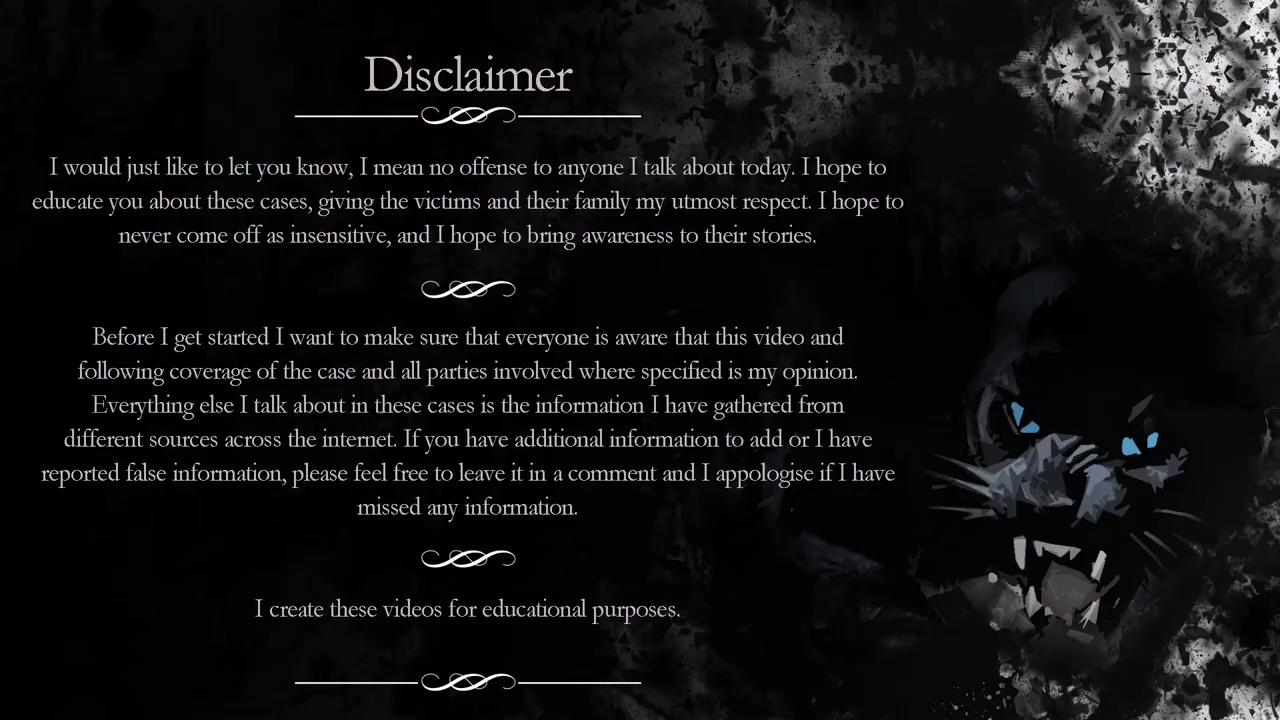 Disclaimer
I would just like to let you know, I mean no offense to anyone I talk about today. I hope to
educate you about these cases, giving the victims and their family my utmost respect. I hope to
never come off as insensitive, and I hope to bring awareness to their stories.
Before I get started I want to make sure that everyone is aware that this video and
following coverage of the case and all parties involved where specified is my opinion.
Everything else I talk about in these cases is the information I have gathered from
different sources across the internet. If you have additional information to add or I have
reported false information, please feel free to leave it in a comment and I appologise if I have
missed any information.
I create these videos for educational purposes.